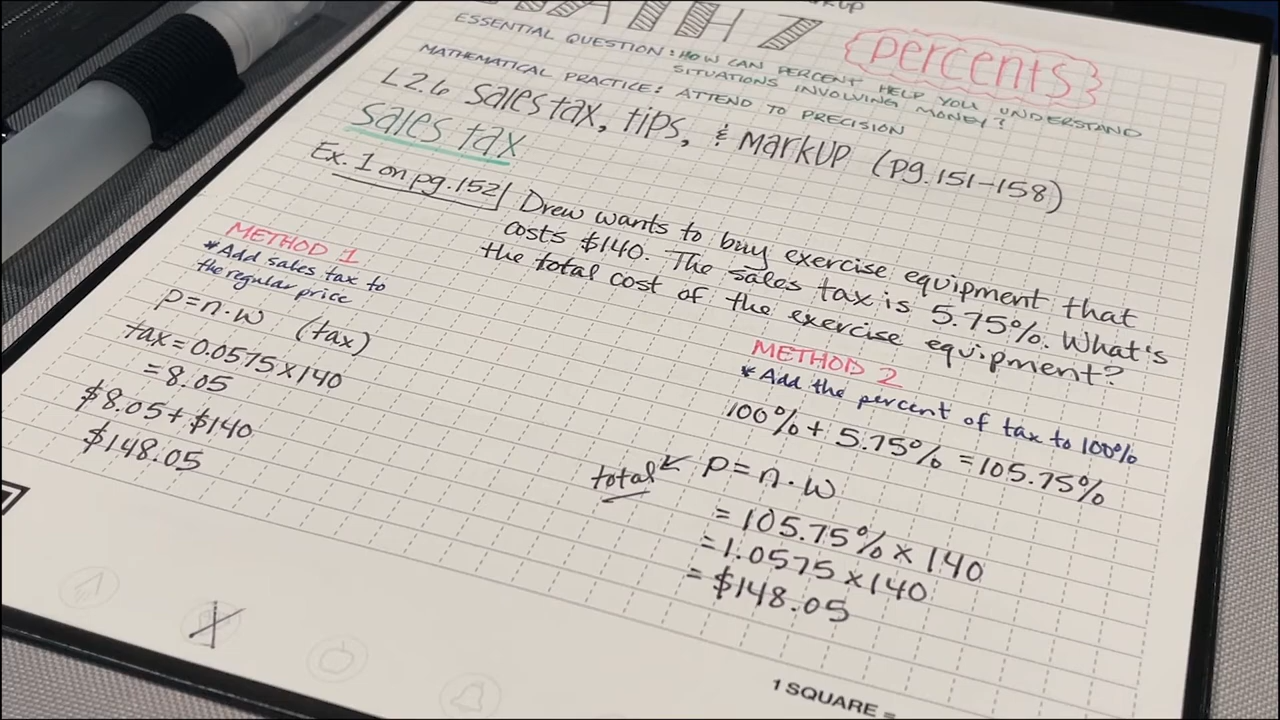 MATH 7
percents
ESSENTIAL QUESTION: HOW CAN PERCENT HELP YOU UNDERSTAND
SITUATIONS INVOLVING MONEY?
MATHEMATICAL PRACTICE: ATTEND TO PRECISION
L2.6 sales tax, tips, & MarkUP (pg.151-158)
sales tax
Ex. 1 on pg.152/ Drew wants to buy exercise equipment that
costs $140. The sales tax is 5.75%. What's
the total cost of the exercise equipment?
METHOD 1
*Add sales tax to
the regular price
p=n·w (tax)
tax=0.0575x140
=8.05
$8.05+$140
$148.05
METHOD 2
*Add the percent of tax to 100%
100%+5.75%=105.75%
total ↙ p=n·w
=105.75%x140
=1.0575x140
=$148.05
1 SQUARE =